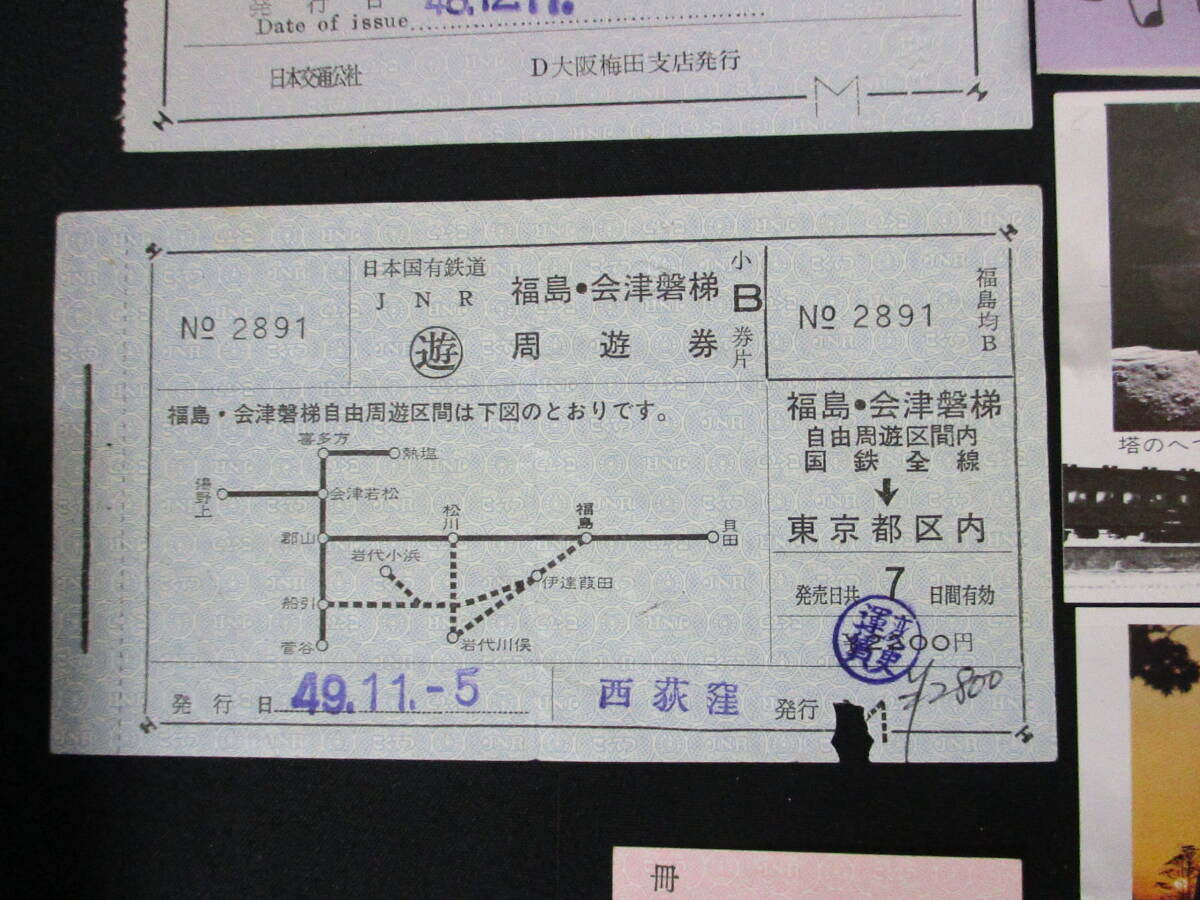 発行日 48.12.11.
Date of issue
日本交通公社
D大阪梅田支店発行
No 2891
日本国有鉄道
JNR
遊
福島・会津磐梯
周遊券
小
B
券片
No 2891
福島均B
福島・会津磐梯自由周遊区間は下図のとおりです。
喜多方
熱塩
湯野上
会津若松
松川
福島
郡山
貝田
岩代小浜
伊達葭田
船引
岩代川俣
菅谷
福島・会津磐梯
自由周遊区間内
国鉄全線
東京都区内
発売日共7日間有効
運賃変更
円
¥2800
発行日 49.11.-5
西荻窪 発行
塔のへつ
冊